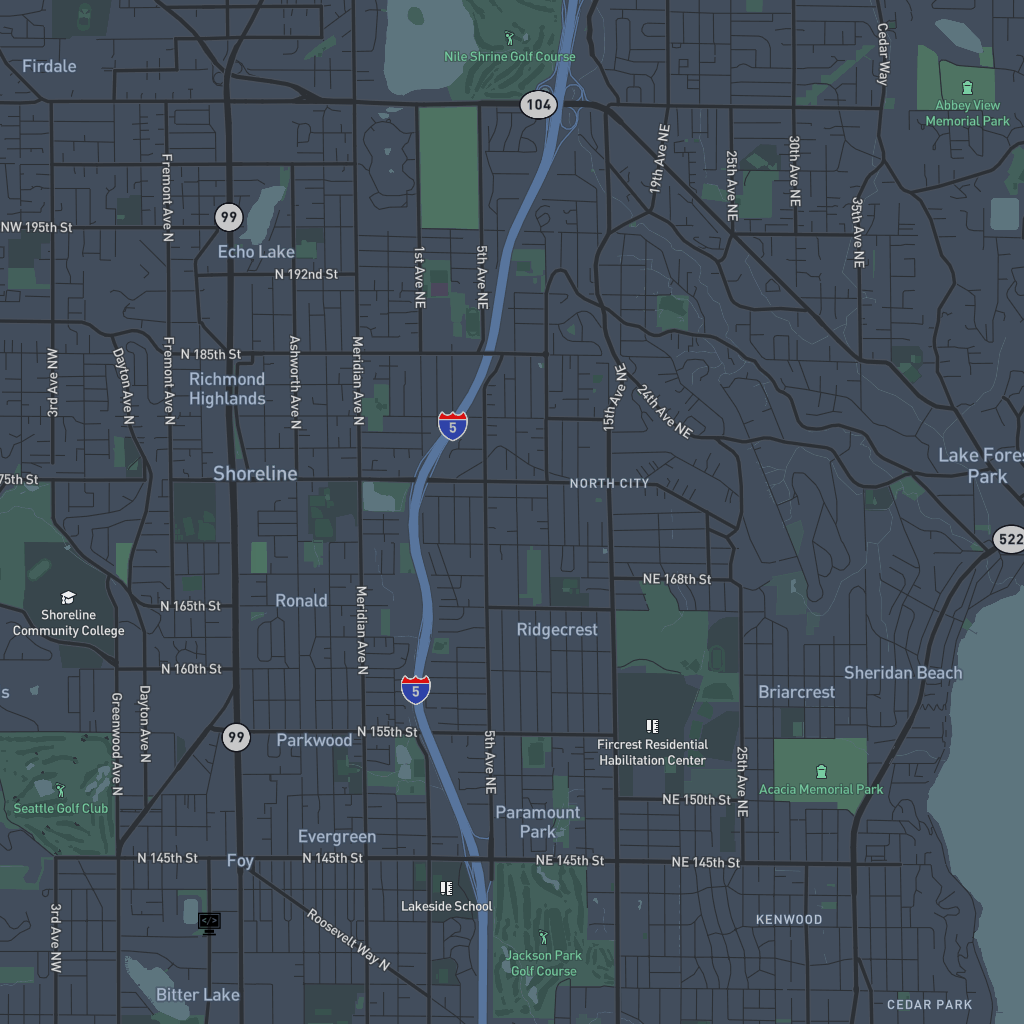 Nile Shrine Golf Course
Cedar Way
Firdale
104
Abbey View
Memorial Park
19th Ave NE
25th Ave NE
30th Ave NE
35th Ave NE
Fremont Ave N
99
NW 195th St
Echo Lake
1st Ave NE
5th Ave NE
N 192nd St
3rd Ave NW
Dayton Ave N
Fremont Ave N
N 185th St
Ashworth Ave N
Meridian Ave N
Richmond
Highlands
15th Ave NE
24th Ave NE
5
Lake Fores
Park
Shoreline
75th St
NORTH CITY
522
NE 168th St
Shoreline
Community College
N 165th St
Ronald
Meridian Ave N
Ridgecrest
N 160th St
Sheridan Beach
s
5
Briarcrest
Greenwood Ave N
Dayton Ave N
99
Parkwood
N 155th St
5th Ave NE
Fircrest Residential
Habilitation Center
25th Ave NE
Acacia Memorial Park
Seattle Golf Club
NE 150th St
Paramount
Park
Evergreen
N 145th St
Foy
N 145th St
NE 145th St
NE 145th St
Lakeside School
</>
3rd Ave NW
Roosevelt Way N
KENWOOD
Jackson Park
Golf Course
Bitter Lake
CEDAR PARK